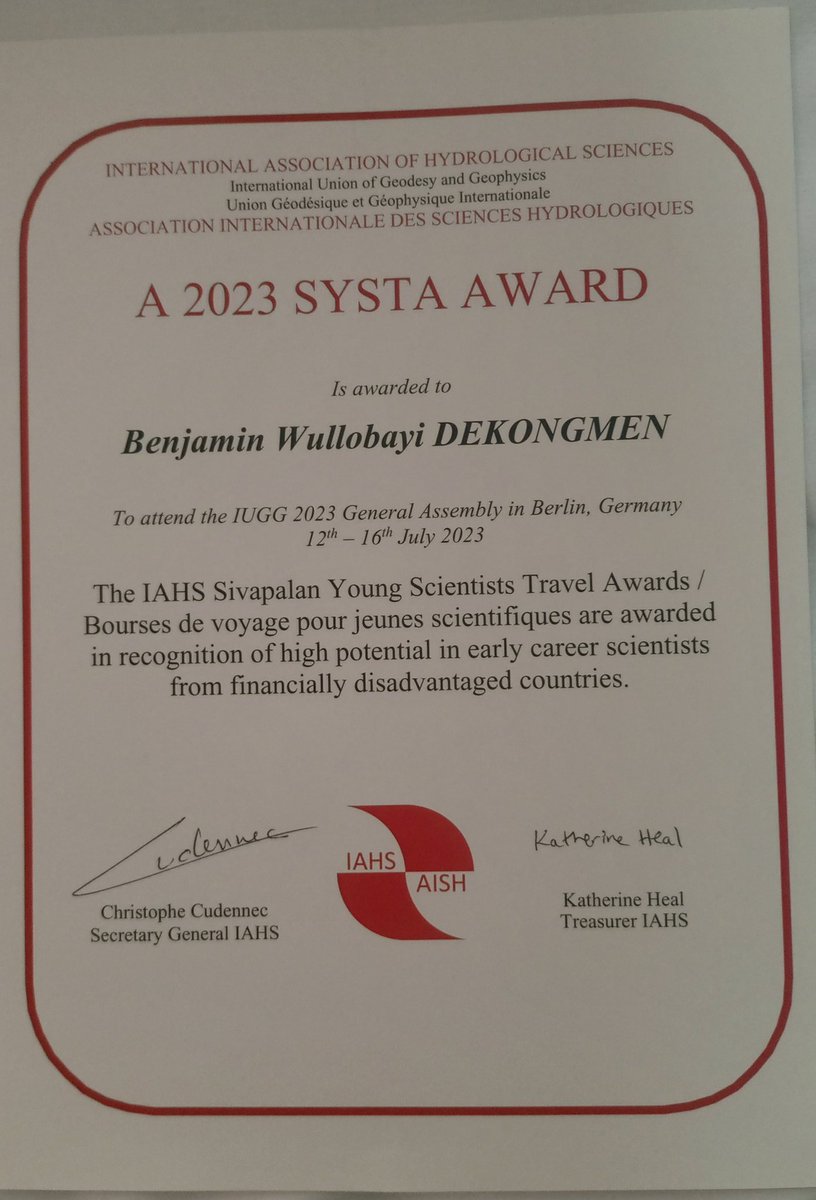 INTERNATIONAL ASSOCIATION OF HYDROLOGICAL SCIENCES
International Union of Geodesy and Geophysics
Union Géodésique et Géophysique Internationale
ASSOCIATION INTERNATIONALE DES SCIENCES HYDROLOGIQUES
A 2023 SYSTA AWARD
Is awarded to
Benjamin Wullobayi DEKONGMEN
To attend the IUGG 2023 General Assembly in Berlin, Germany
12th – 16th July 2023
The IAHS Sivapalan Young Scientists Travel Awards /
Bourses de voyage pour jeunes scientifiques are awarded
in recognition of high potential in early career scientists
from financially disadvantaged countries.
Cudennec
Christophe Cudennec
Secretary General IAHS
IAHS
AISH
Katherine Heal
Katherine Heal
Treasurer IAHS